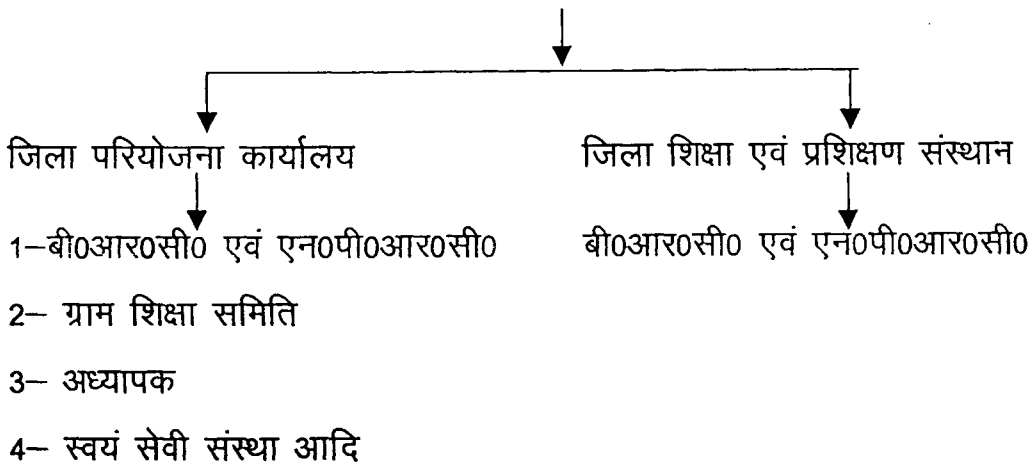 जिला परियोजना कार्यालय जिला शिक्षा एवं प्रशिक्षण संस्थान
1–बी0आर0सी0 एवं एन0पी0आर0सी0 बी0आर0सी0 एवं एन0पी0आर0सी0
2– ग्राम शिक्षा समिति
3– अध्यापक
4– स्वयं सेवी संस्था आदि